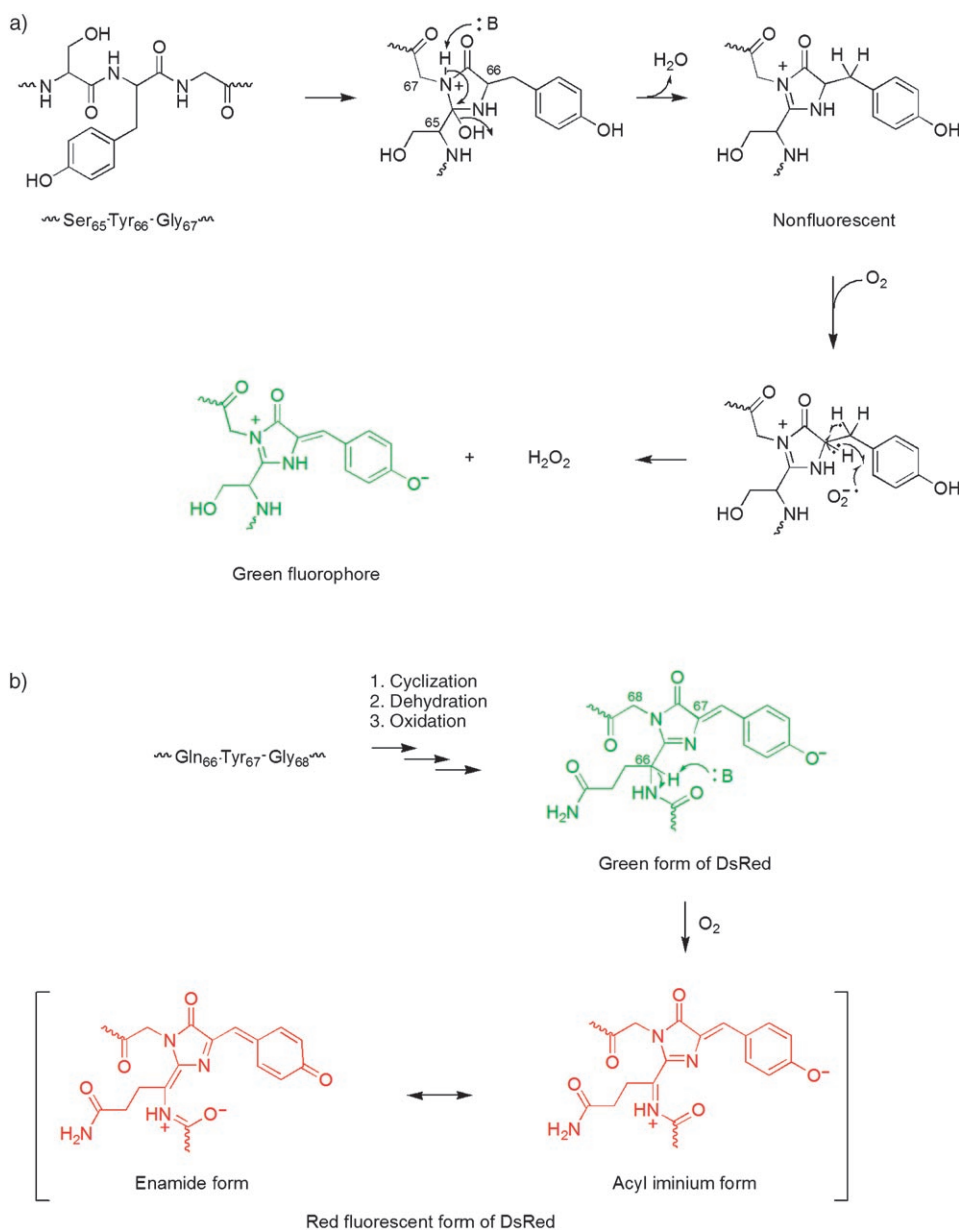 a)
HO
O
H
N
N
H
O
N
H
O
HO
Ser65-Tyr66-Gly67
:B
O
H
O
66
67
N
+
NH
65
OH
HO
NH
OH
H2O
O
O
H
H
+
N
NH
HO
NH
OH
Nonfluorescent
O2
O
O
H
H
+
N
H
NH
O2−:
HO
NH
OH
H2O2
+
O
O
+
N
NH
O−
HO
NH
Green fluorophore
b)
1. Cyclization
2. Dehydration
3. Oxidation
Gln66-Tyr67-Gly68
O
68
67
N
O
N
O−
66
H
:B
O
HN
O
H2N
Green form of DsRed
O2
O
N
O
N
O
O
HN
+
O−
H2N
Enamide form
O
N
O
N
O−
O
HN
+
O
H2N
Acyl iminium form
Red fluorescent form of DsRed